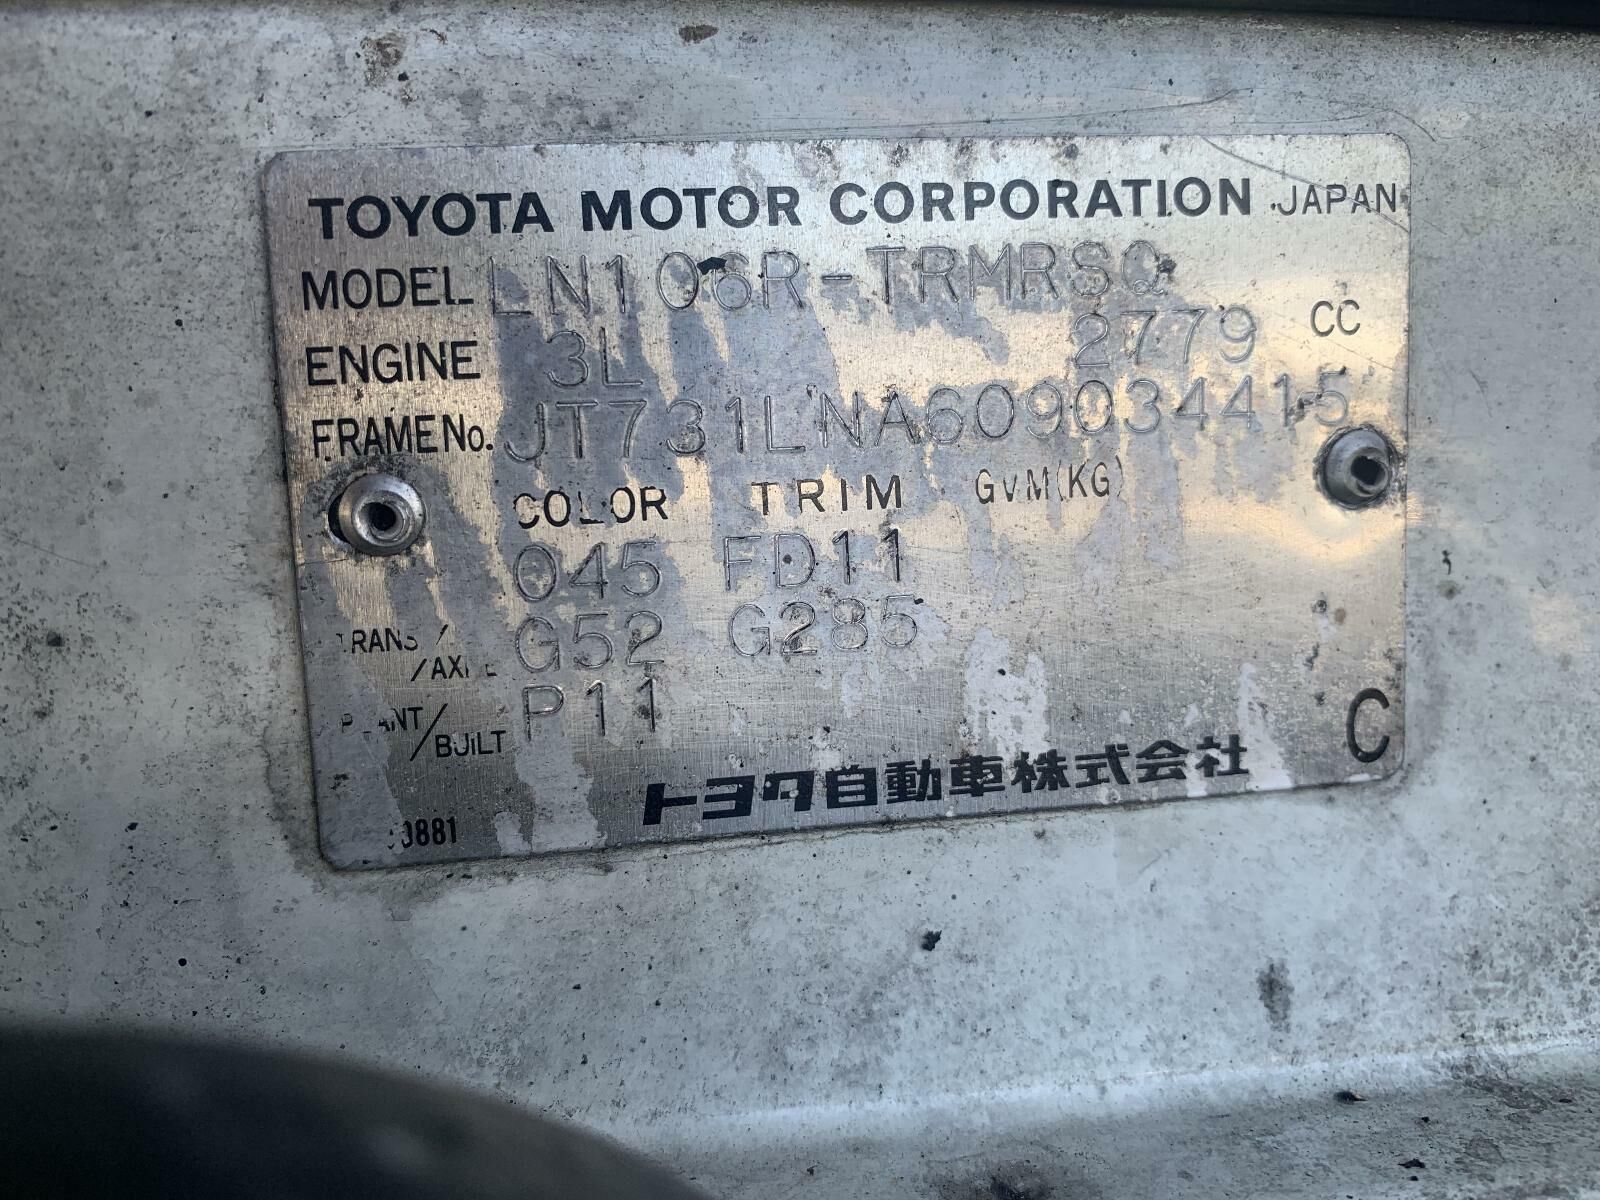 TOYOTA MOTOR CORPORATION JAPAN
MODEL LN106R-TRMRSQ
ENGINE 3L 2779 CC
FRAME No. JT731LNA609034415
COLOR TRIM GVM(KG)
045 FD11
TRANS/AXLE G52 G285
PLANT/BUILT P11
C
トヨタ自動車株式会社